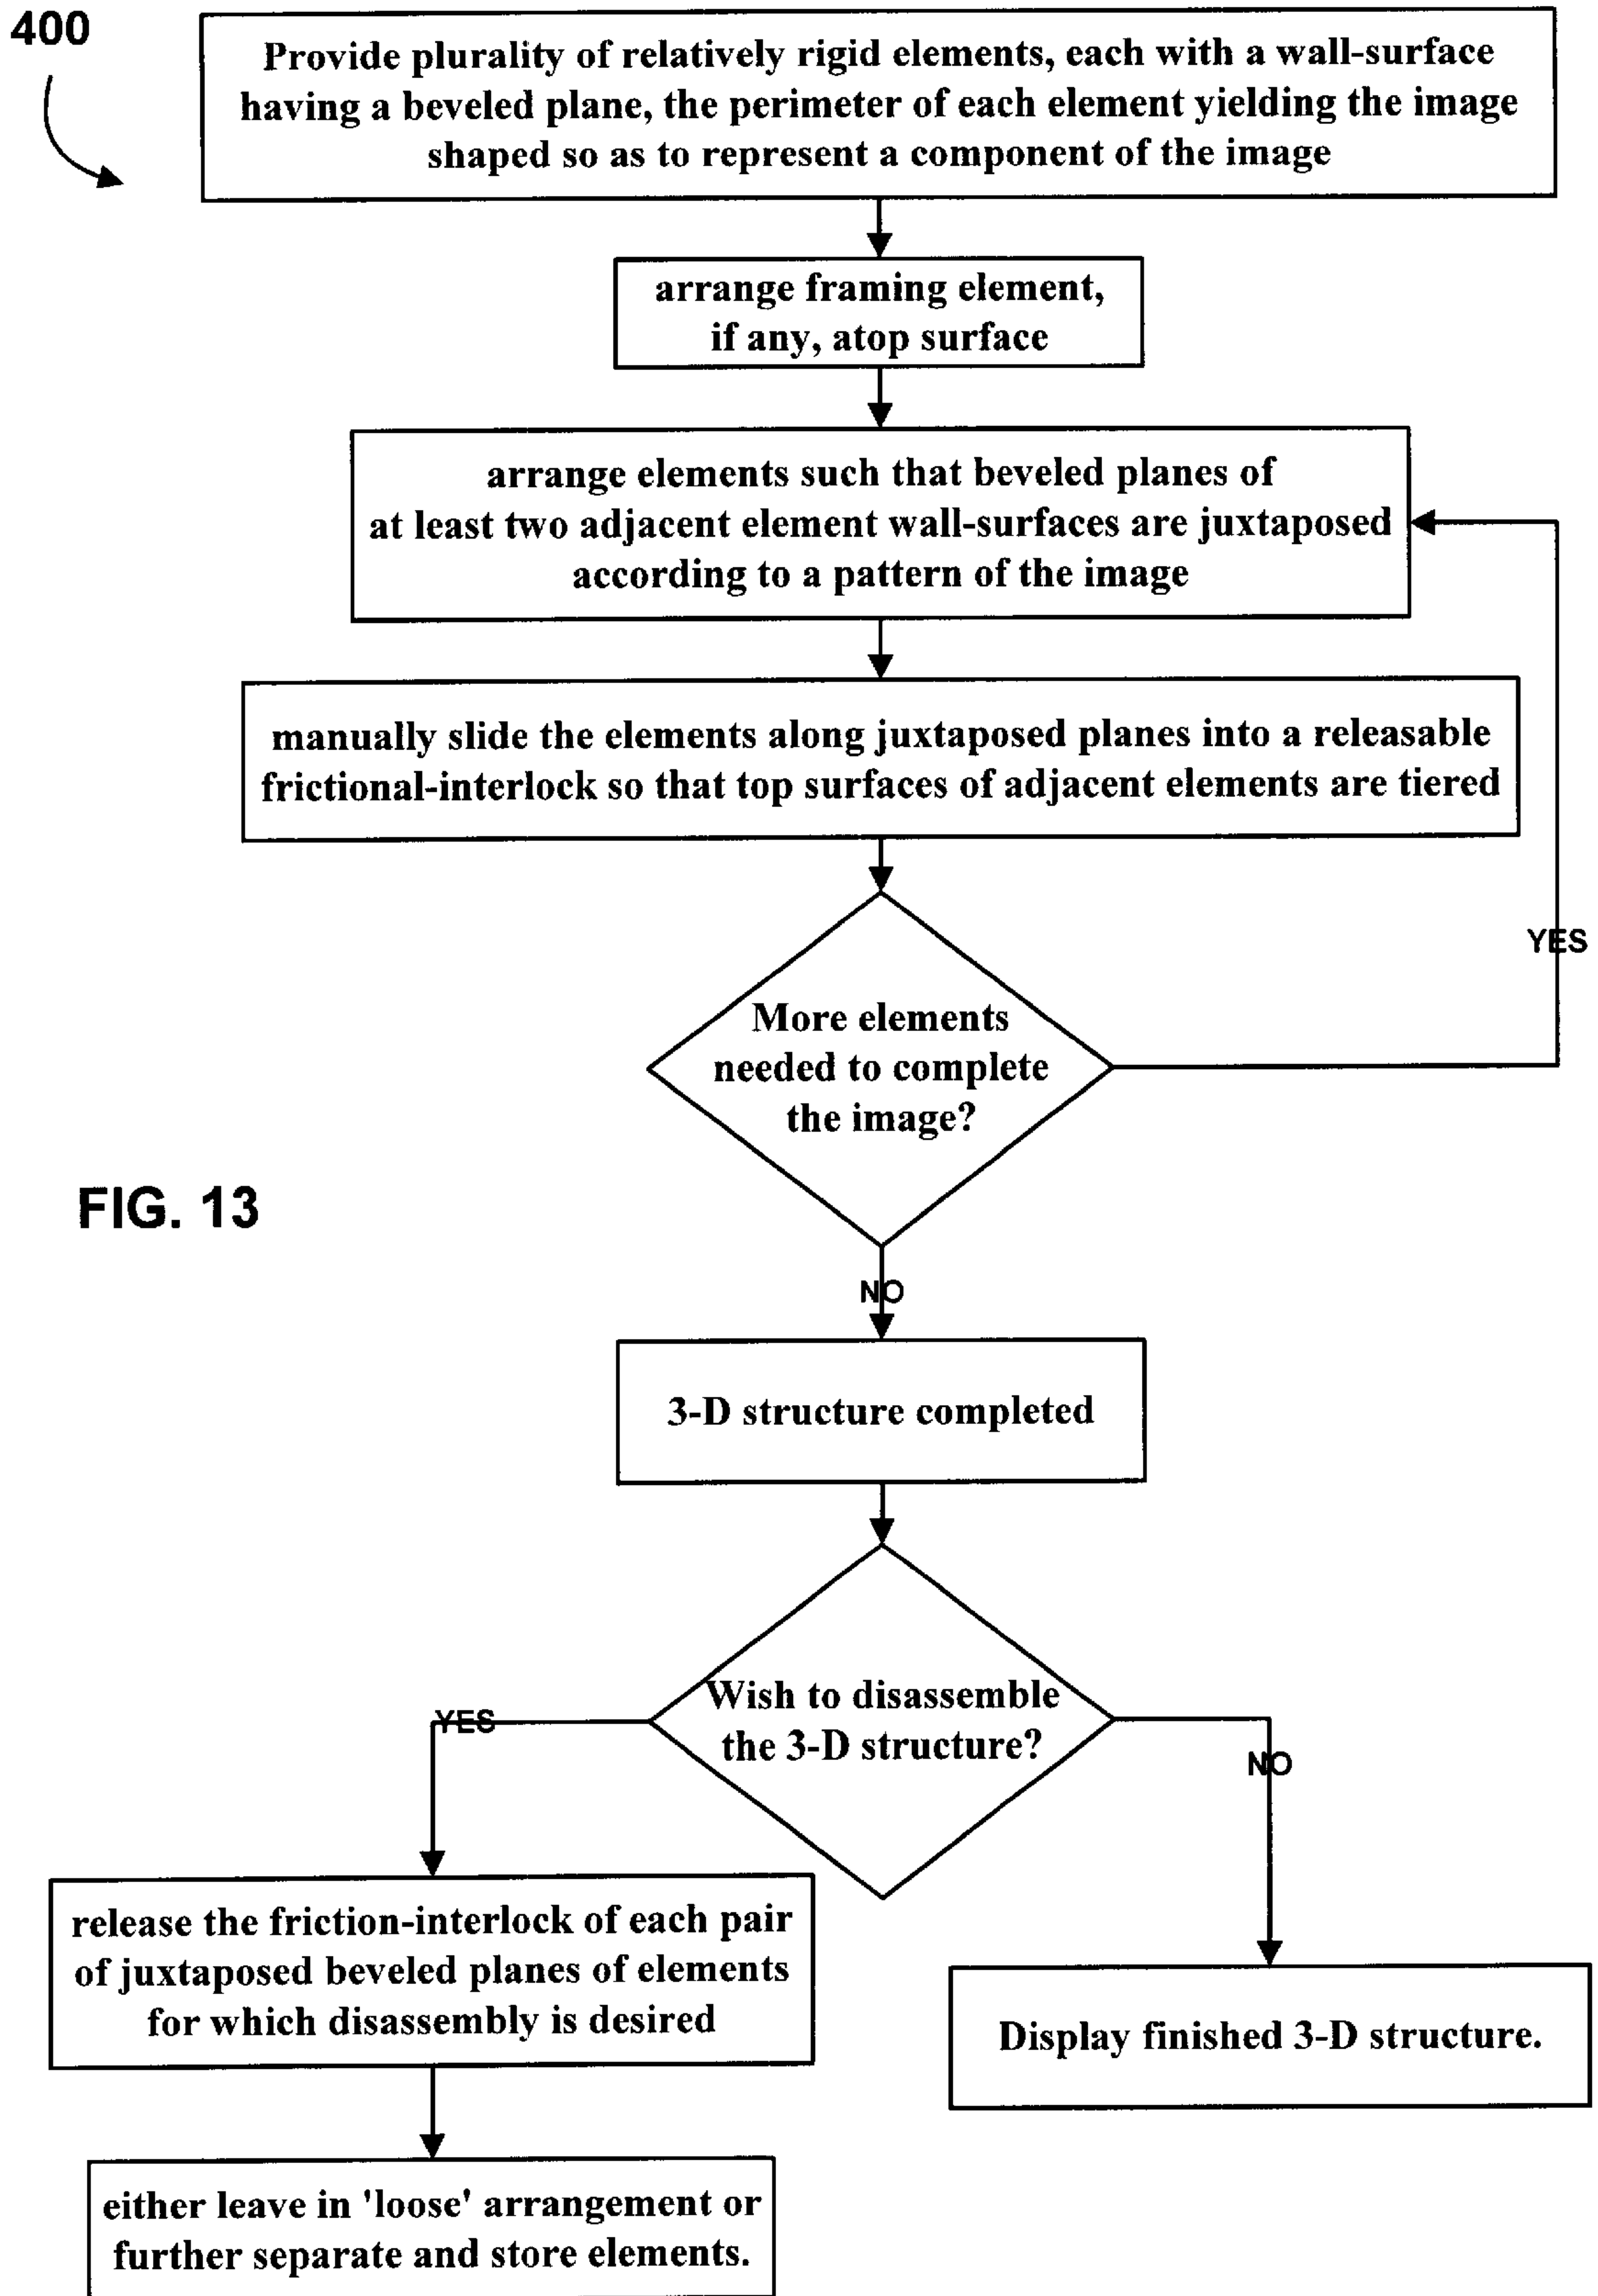 400
Provide plurality of relatively rigid elements, each with a wall-surface
having a beveled plane, the perimeter of each element yielding the image
shaped so as to represent a component of the image
arrange framing element,
if any, atop surface
arrange elements such that beveled planes of
at least two adjacent element wall-surfaces are juxtaposed
according to a pattern of the image
manually slide the elements along juxtaposed planes into a releasable
frictional-interlock so that top surfaces of adjacent elements are tiered
YES
More elements
needed to complete
the image?
FIG. 13
NO
3-D structure completed
Wish to disassemble
the 3-D structure?
YES
NO
release the friction-interlock of each pair
of juxtaposed beveled planes of elements
for which disassembly is desired
Display finished 3-D structure.
either leave in 'loose' arrangement or
further separate and store elements.